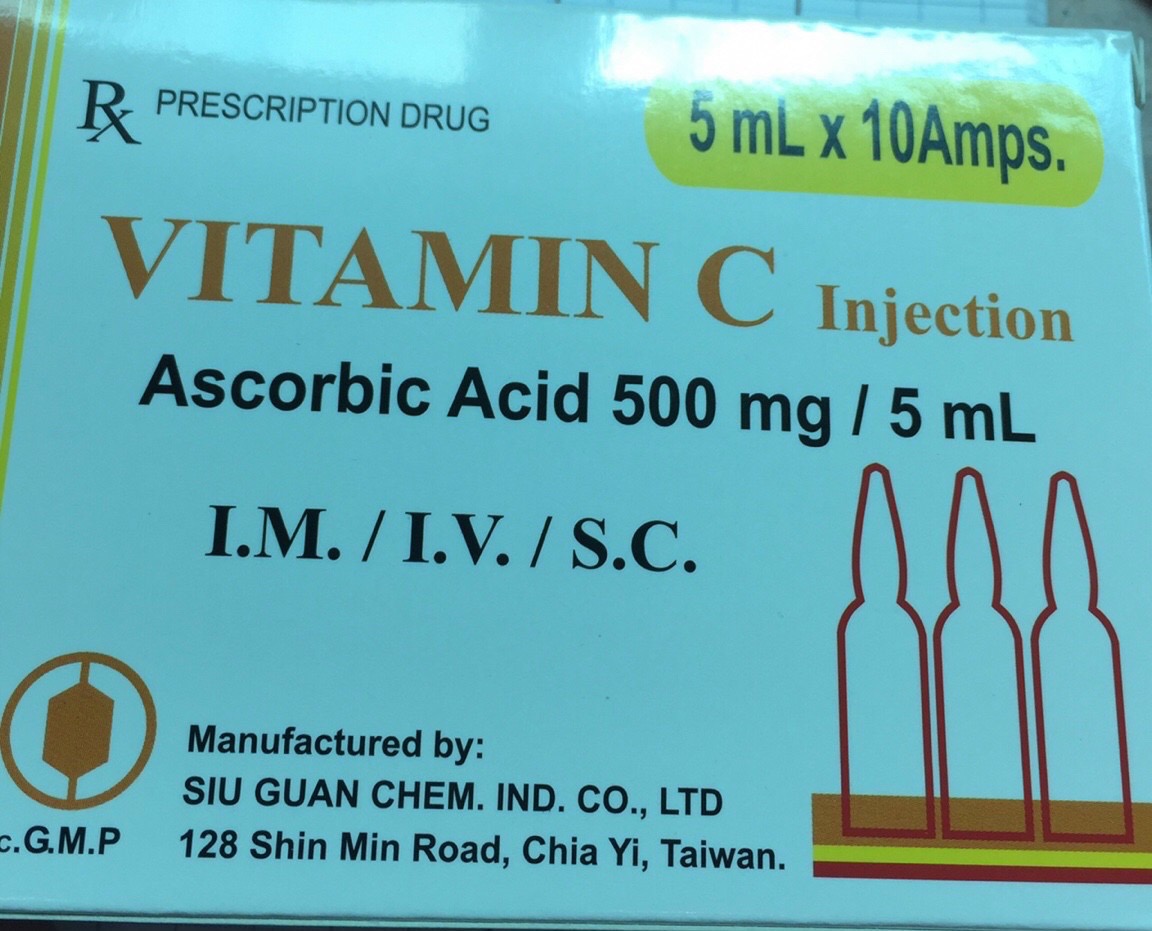 Rx PRESCRIPTION DRUG
5 mL x 10Amps.
VITAMIN C Injection
Ascorbic Acid 500 mg / 5 mL
I.M. / I.V. / S.C.
Manufactured by:
SIU GUAN CHEM. IND. CO., LTD
128 Shin Min Road, Chia Yi, Taiwan.
c.G.M.P